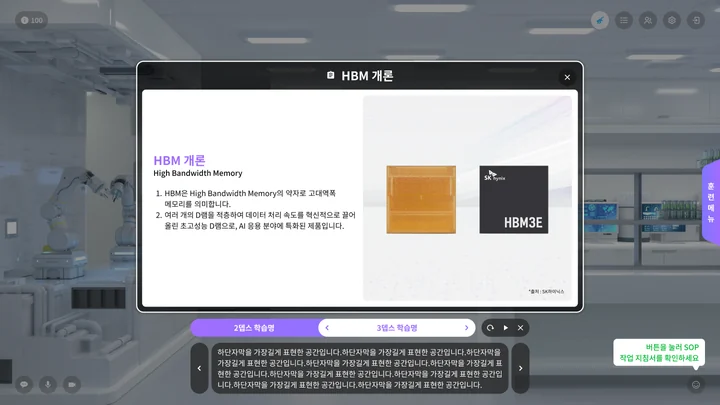 100
HBM 개론
HBM 개론
High Bandwidth Memory
1. HBM은 High Bandwidth Memory의 약자로 고대역폭
메모리를 의미합니다.
2. 여러 개의 D램을 적층하여 데이터 처리 속도를 혁신적으로 끌어
올린 초고성능 D램으로, AI 응용 분야에 특화된 제품입니다.
SK hynix
HBM3E
*출처 : SK하이닉스
훈련메뉴
2뎁스 학습명
3뎁스 학습명
하단자막을 가장길게 표현한 공간입니다.하단자막을 가장길게 표현한 공간입니다.하단자막을
가장길게 표현한 공간입니다.하단자막을 가장길게 표현한 공간입니다.하단자막을 가장길게 표
현한 공간입니다.하단자막을 가장길게 표현한 공간입니다.하단자막을 가장길게 표현한 공간입
니다.하단자막을 가장길게 표현한 공간입니다.하단자막을 가장길게 표현한 공간입니다.
버튼을 눌러 SOP
작업 지침서를 확인하세요